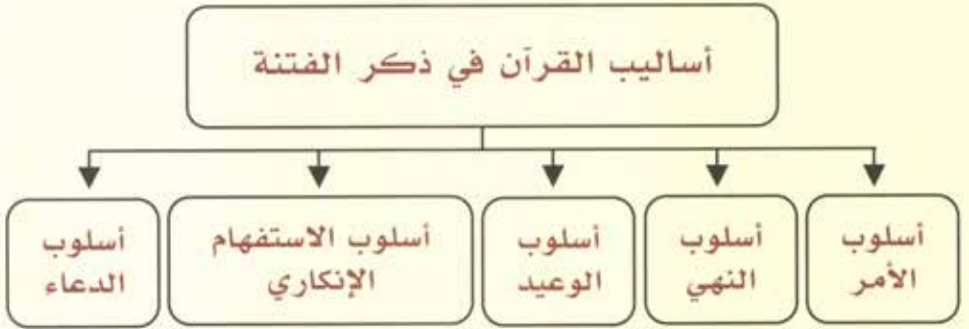 أساليب القرآن في ذكر الفتنة
أسلوب
الأمر
أسلوب
النهي
أسلوب
الوعيد
أسلوب الاستفهام
الإنكاري
أسلوب
الدعاء